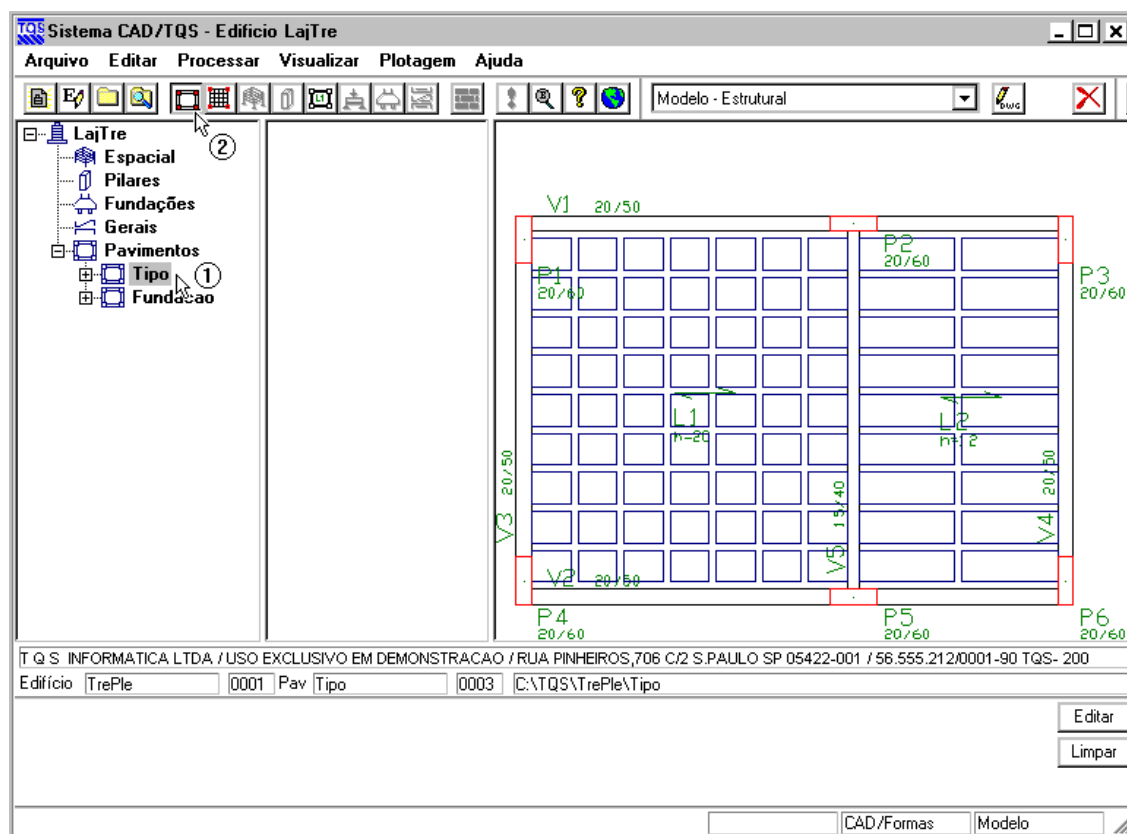 TQS Sistema CAD/TQS - Edificio LajTre
Arquivo Editar Processar Visualizar Plotagem Ajuda
Modelo - Estrutural
DWG
2
LajTre
Espacial
Pilares
Fundações
Gerais
Pavimentos
Tipo
1
Fundacao
V1 20/50
P1
20/60
P2
20/60
P3
20/60
L1
h=20
L2
h=12
V3 20/50
V5 15/40
V4 20/50
V2 20/50
P4
20/60
P5
20/60
P6
20/60
T Q S INFORMATICA LTDA / USO EXCLUSIVO EM DEMONSTRACAO / RUA PINHEIROS,706 C/2 S.PAULO SP 05422-001 / 56.555.212/0001-90 TQS- 200
Edifício TrePle 0001 Pav Tipo 0003 C:\TQS\TrePle\Tipo
Editar
Limpar
CAD/Formas Modelo